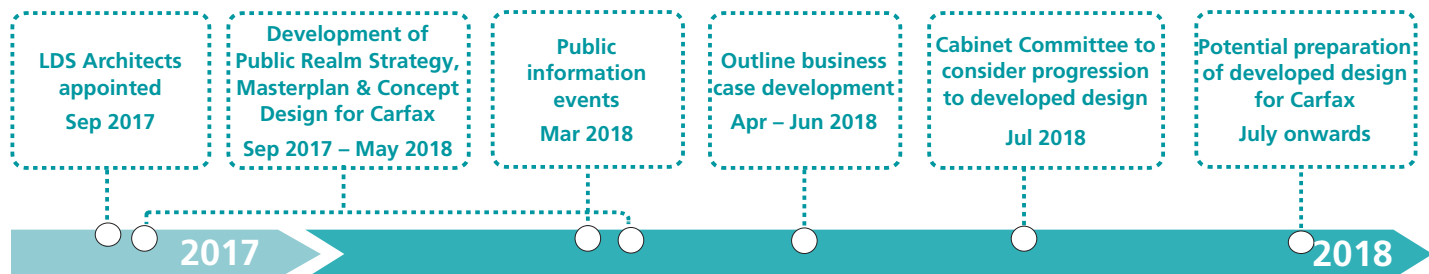 LDS Architects
appointed
Sep 2017
Development of
Public Realm Strategy,
Masterplan & Concept
Design for Carfax
Sep 2017 – May 2018
Public
information
events
Mar 2018
Outline business
case development
Apr – Jun 2018
Cabinet Committee to
consider progression
to developed design
Jul 2018
Potential preparation
of developed design
for Carfax
July onwards
2017
2018